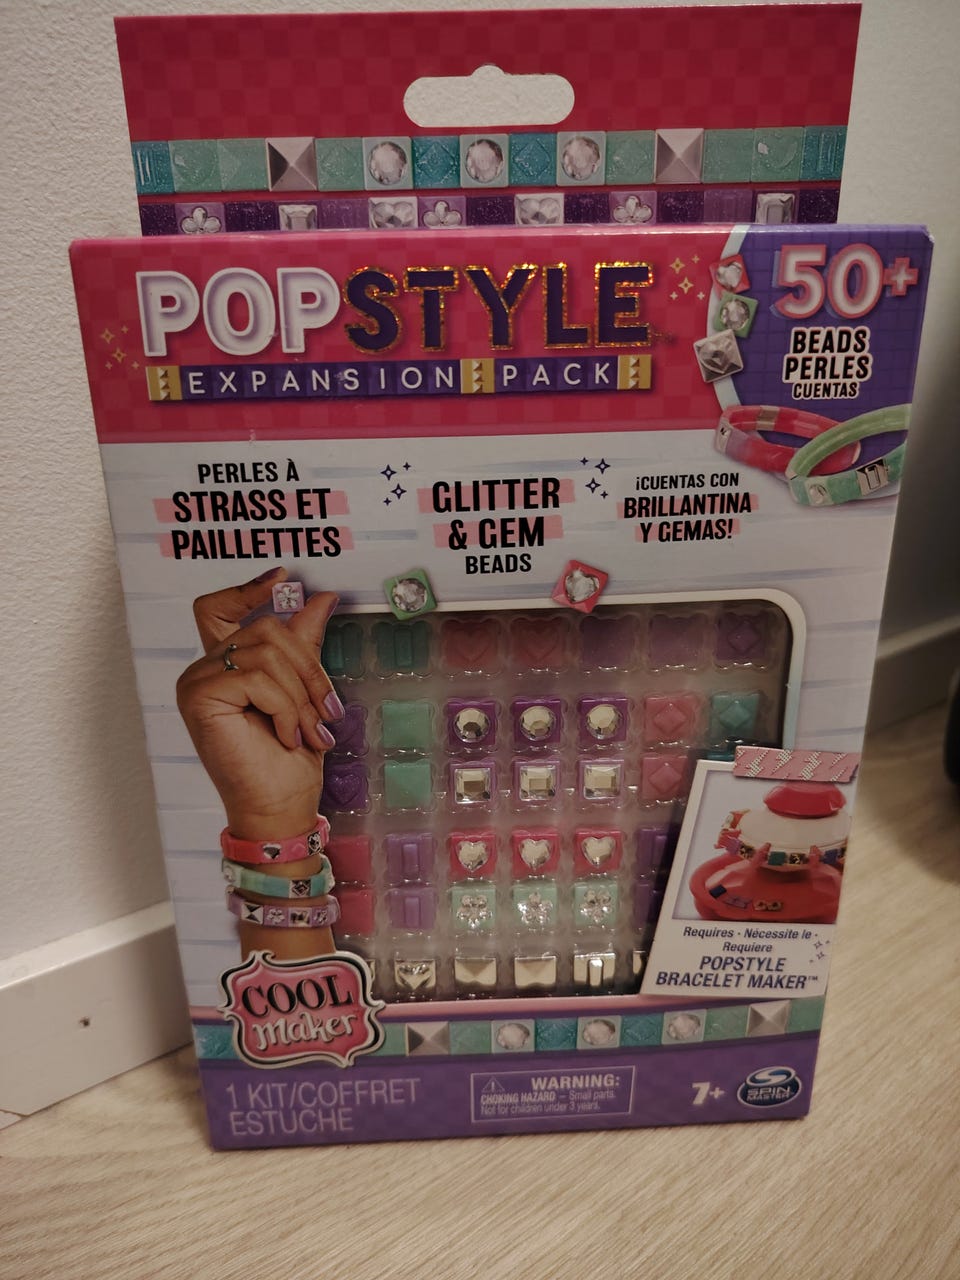 POPSTYLE
EXPANSION PACK
50+
BEADS
PERLES
CUENTAS
PERLES À
STRASS ET
PAILLETTES
GLITTER
& GEM
BEADS
¡CUENTAS CON
BRILLANTINA
Y GEMAS!
Requires · Nécessite le ·
Requiere
POPSTYLE
BRACELET MAKER™
COOL
maker
1 KIT/COFFRET
ESTUCHE
WARNING:
CHOKING HAZARD – Small parts.
Not for children under 3 years.
7+
SPIN
MASTER